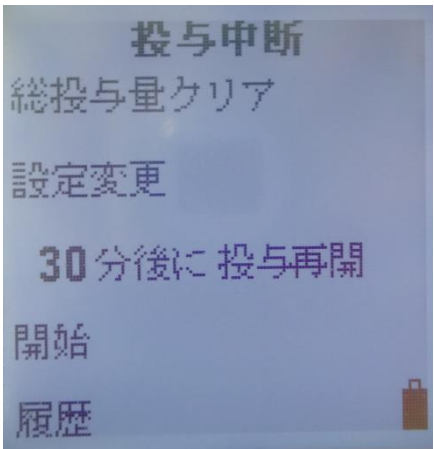 投与中断
総投与量クリア
設定変更
30分後に投与再開
開始
履歴